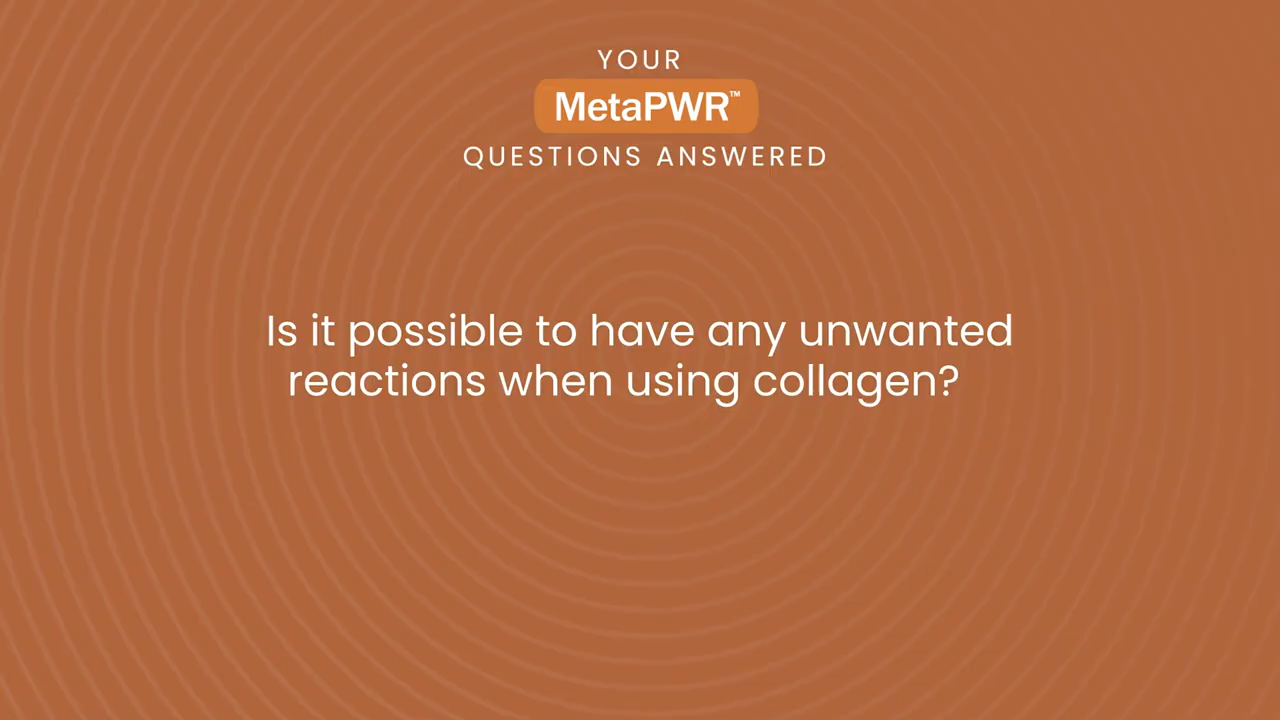 YOUR
MetaPWR™
QUESTIONS ANSWERED
Is it possible to have any unwanted
reactions when using collagen?